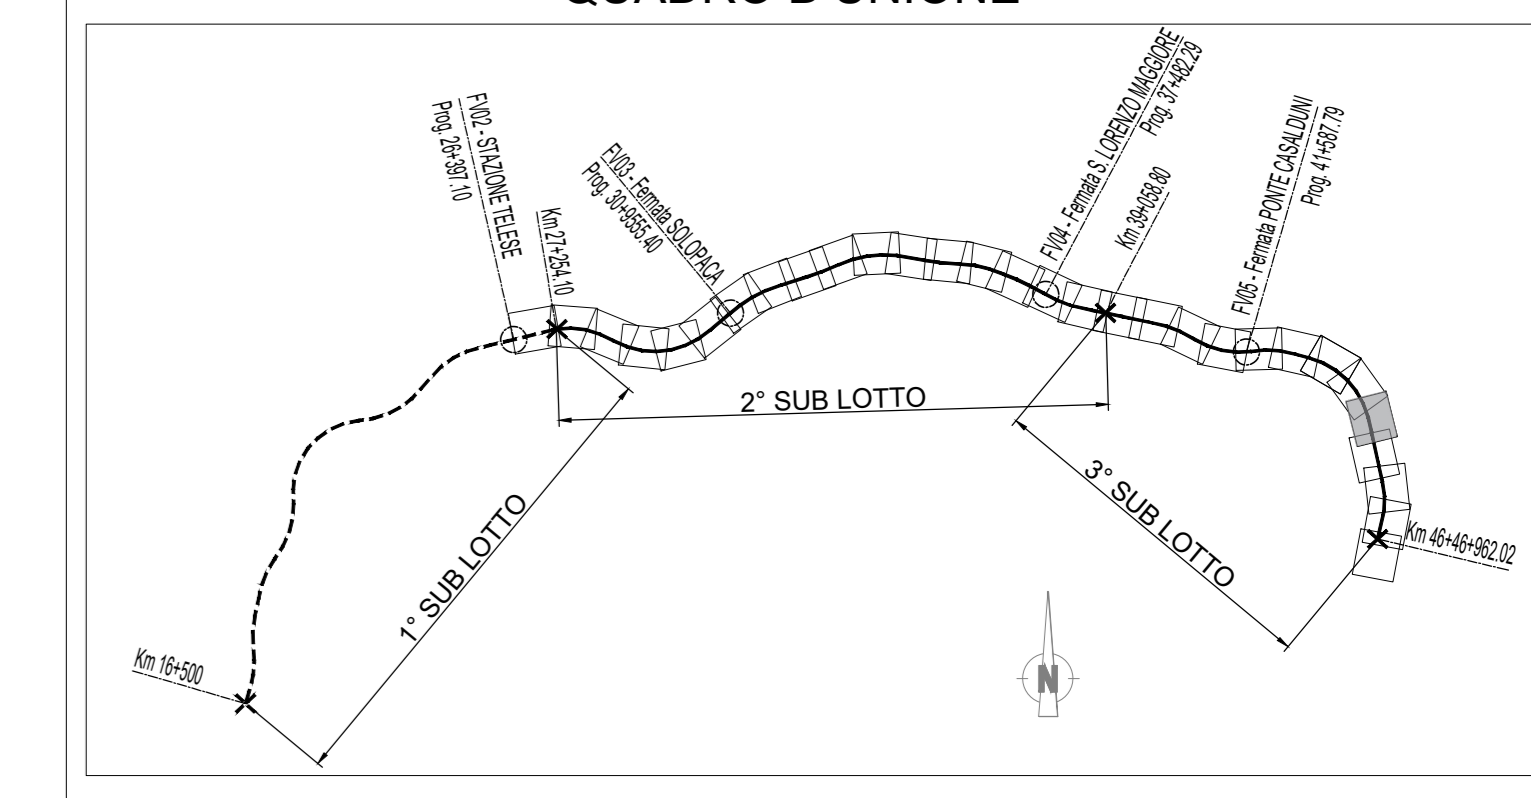 QUADRO D'UNIONE
FV02 - STAZIONE TELESE
Prog. 26+397.10
Km 27+254.10
FV03 - Fermata SOLOPACA
Prog. 30+9555.40
FV04 - Fermata S. LORENZO MAGGIORE
Prog. 37+482.29
Km 39+058.80
FV05 - Fermata PONTE CASALDUNI
Prog. 41+587.79
2° SUB LOTTO
1° SUB LOTTO
3° SUB LOTTO
Km 46+46+962.02
Km 16+500
N